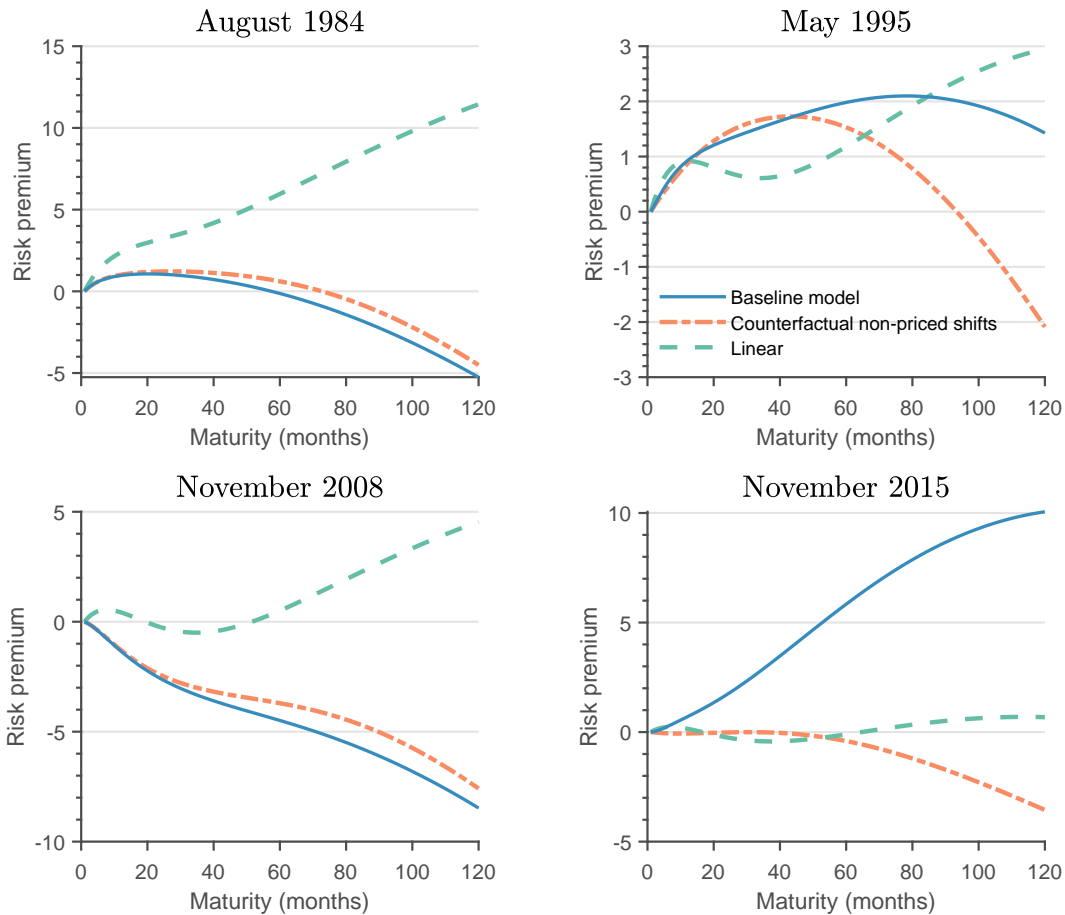 August 1984
15
10
5
0
-5
0 20 40 60 80 100 120
Risk premium
Maturity (months)
May 1995
3
2
1
0
-1
-2
-3
0 20 40 60 80 100 120
Risk premium
Maturity (months)
Baseline model
Counterfactual non-priced shifts
Linear
November 2008
5
0
-5
-10
0 20 40 60 80 100 120
Risk premium
Maturity (months)
November 2015
10
5
0
-5
0 20 40 60 80 100 120
Risk premium
Maturity (months)